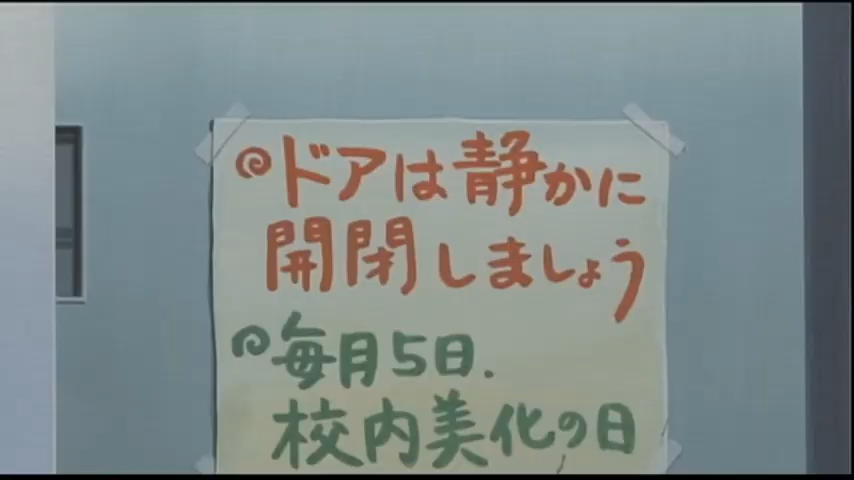 ドアは静かに
開閉しましょう
毎月5日.
校内美化の日